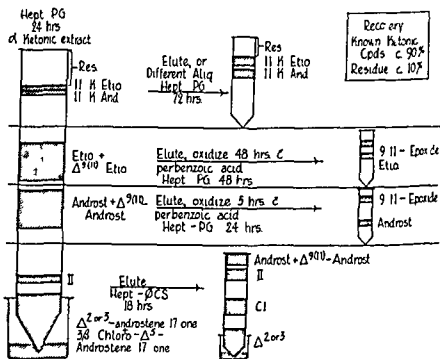 Hept PG
24 hrs
α Ketonic extract
Res.
11 K Etio
11 K And
Elute, or
Different Aliq
Hept PG
72 hrs.
Res
11 K Etio
11 K And
Recovery
Known Ketonic
Cpds c. 90%
Residue c. 10%
Etio +
Δ9(11) Etio
Elute, oxidize 48 hrs. c̄
perbenzoic acid
Hept PG 48 hrs
9 11-Epoxide
Etio
Androst + Δ9(11)-
Androst
Elute, oxidize 5 hrs. c̄
perbenzoic acid
Hept - PG 24 hrs.
9 11-Epoxide
Androst
II
Elute
Hept - ØCS
18 hrs
Δ2 or 3-androstene 17 one
3β Chloro-Δ5-
Androstene 17 one
Androst + Δ9(11)-Androst
II
Cl
Δ2 or 3